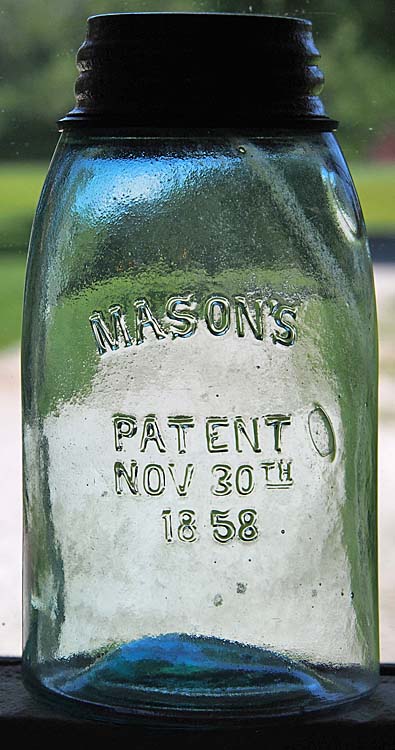 MASON'S
PATENT
NOV 30TH
1858